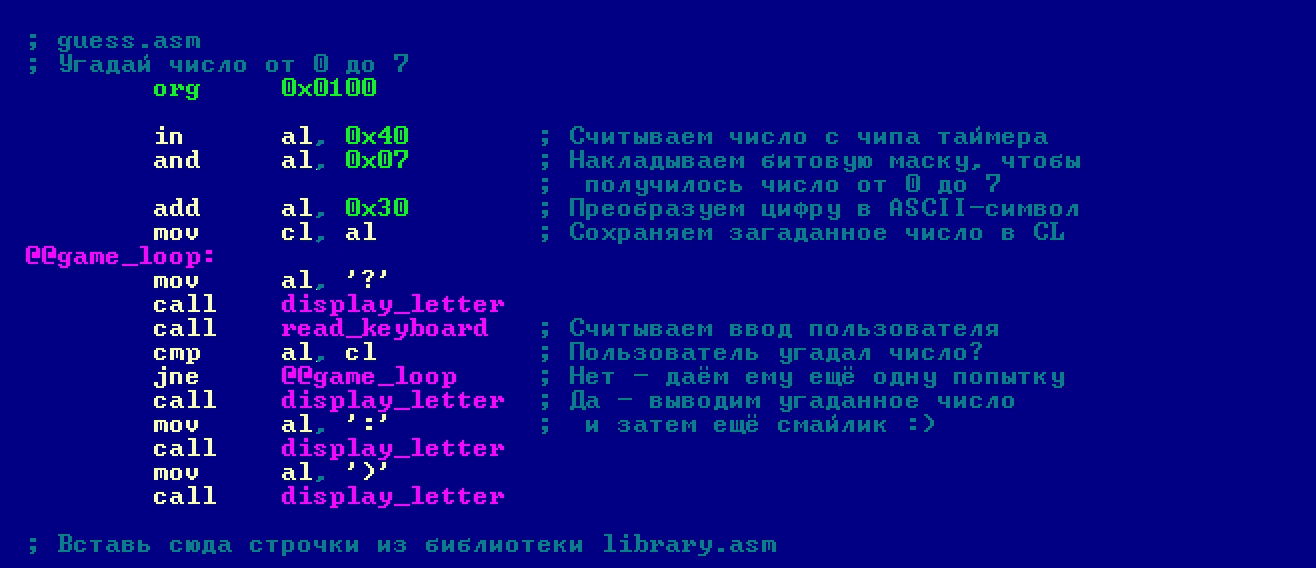 ; guess.asm
; Угадай число от 0 до 7
org 0x0100
in al, 0x40 ; Считываем число с чипа таймера
and al, 0x07 ; Накладываем битовую маску, чтобы
; получилось число от 0 до 7
add al, 0x30 ; Преобразуем цифру в ASCII-символ
mov cl, al ; Сохраняем загаданное число в CL
@@game_loop:
mov al, '?'
call display_letter
call read_keyboard ; Считываем ввод пользователя
cmp al, cl ; Пользователь угадал число?
jne @@game_loop ; Нет – даём ему ещё одну попытку
call display_letter ; Да – выводим угаданное число
mov al, ':' ; и затем ещё смайлик :)
call display_letter
mov al, ')'
call display_letter
; Вставь сюда строчки из библиотеки library.asm